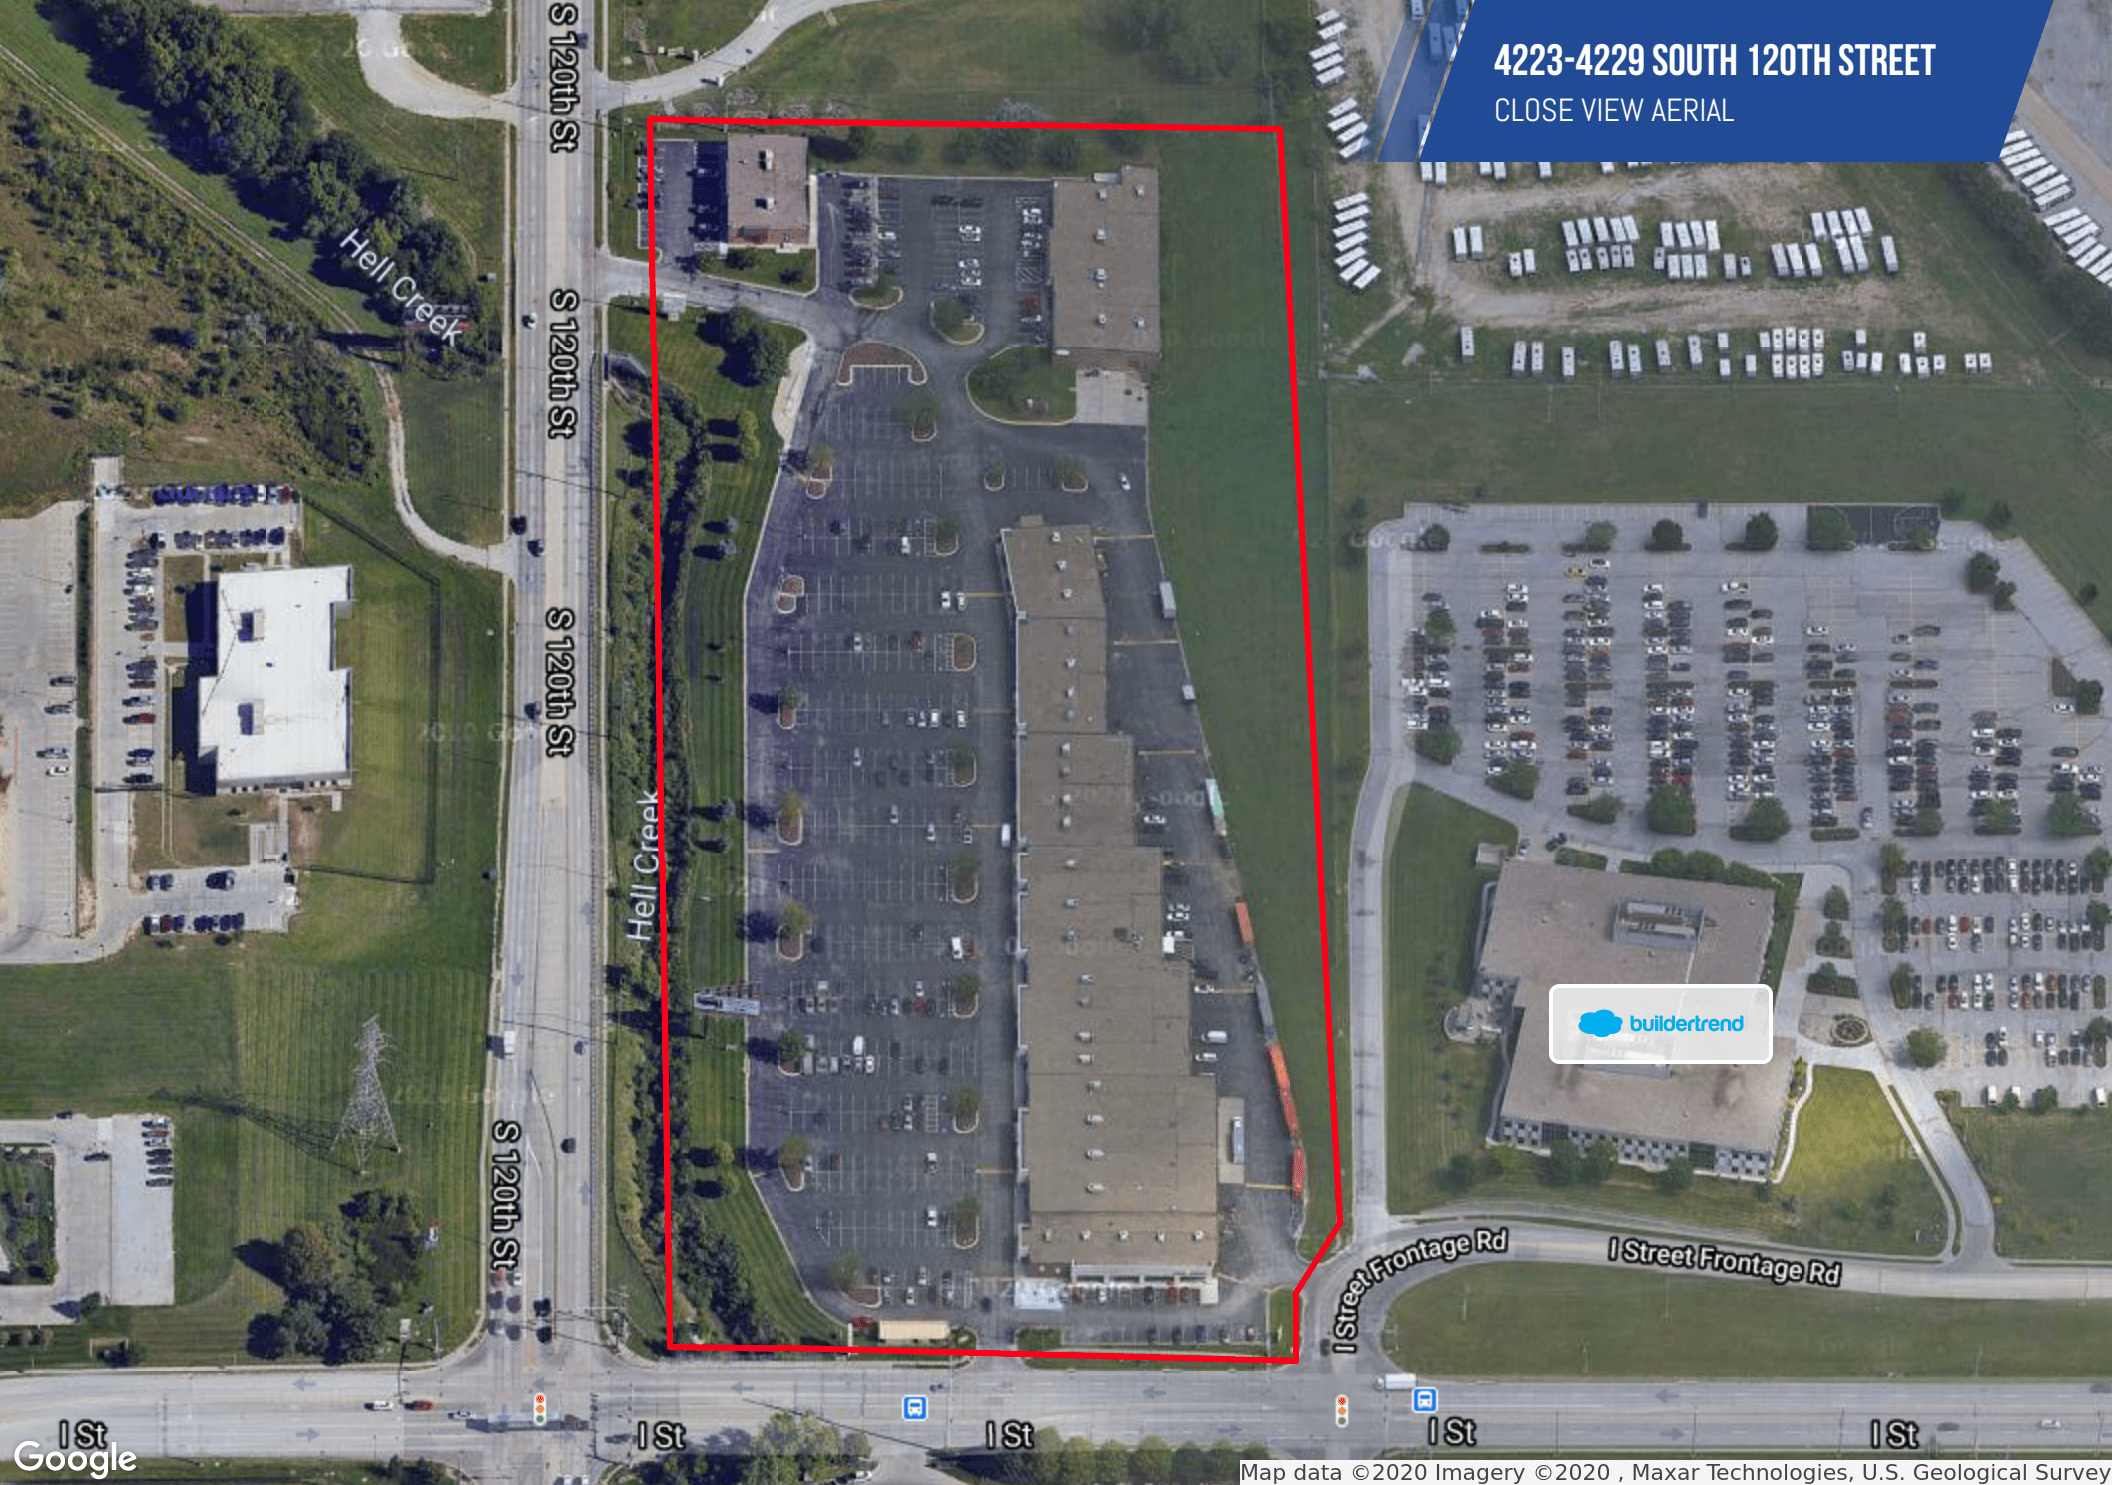 4223-4229 SOUTH 120TH STREET
CLOSE VIEW AERIAL
S 120th St
Hell Creek
S 120th St
S 120th St
Hell Creek
buildertrend
S 120th St
I Street Frontage Rd
I Street Frontage Rd
I St
I St
I St
I St
I St
Google
Map data ©2020 Imagery ©2020 , Maxar Technologies, U.S. Geological Survey